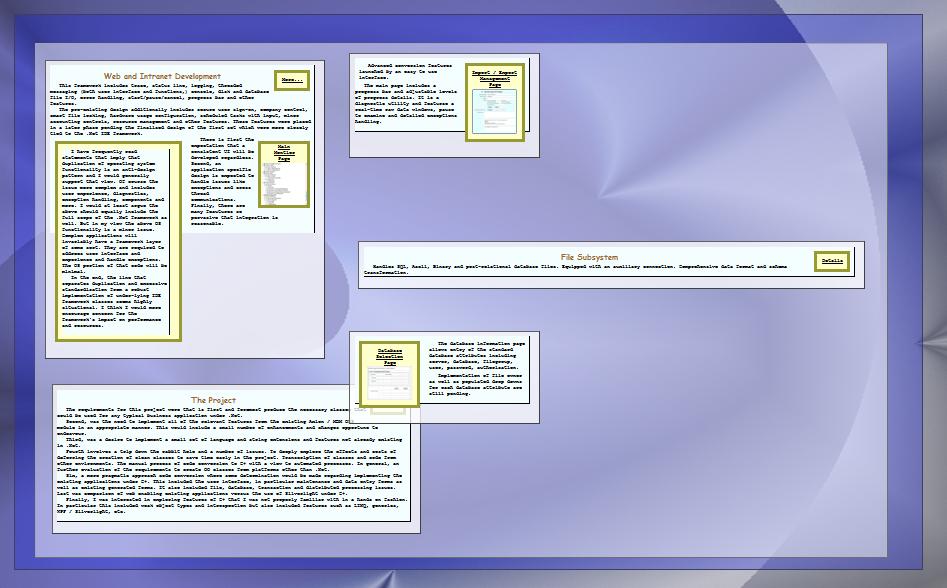 Web and Intranet Development
More...
This framework includes trace, status line, logging, threaded
messaging (both user interface and functions,) console, disk and database
file I/O, error handling, start/pause/cancel, progress bar and other
features.
The pre-existing design additionally includes secure user sign-on, company control,
smart file locking, hardware usage configuration, scheduled tasks with input, minor
accounting controls, resource management and other features. These features were placed
in a later phase pending the finalized design of the first set which were more closely
tied to the .Net IDE framework.
There is first the
expectation that a
consistent UI will be
developed regardless.
Second, an
application specific
design is expected to
handle issues like
exceptions and cross
thread
communications.
Finally, there are
many features so
pervasive that integration is
reasonable.
Main
Monitor
Page
I have frequently read
statements that imply that
duplication of operating system
functionality is an anti-design
pattern and I would generally
support that view. Of course the
issue more complex and includes
user experience, diagnostics,
exception handling, components and
more. I would at least argue the
above should equally include the
full scope of the .Net framework as
well. But in my view the above OS
functionality is a minor issue.
Complex applications will
invariably have a framework layer
of some sort. They are required to
address user interface and
experience and handle exceptions.
The OS portion of that code will be
minimal.
In the end, the line that
separates duplication and excessive
standardization from a robust
implementation of under-lying IDE
framework classes seems highly
situational. I think I would more
encourage concern for the
framework's impact on performance
and resources.
Advanced conversion features
launched by an easy to use
interface.
The main page includes a
progress bar and adjustable levels
of progress details. It is a
diagnostic utility and features a
real-time raw data windows, pause
to examine and detailed exceptions
handling.
Import / Export
Management
Page
File Subsystem
Handles SQL, Ascii, Binary and post-relational database files. Equipped with an auxiliary connection. Comprehensive data format and schema
transformation.
Details
Database
Selection
Page
The database information page
allows entry of the standard
database attributes including
server, database, filegroup,
user, password, authorization.
Implementation of file owner
as well as populated drop downs
for each database attribute are
still pending.
The Project
The requirements for this project were that is first and foremost produce the necessary classes that
would be used for any typical business application under .Net.
Second, was the need to implement all of the relevant features from the existing
module in an appropriate manner. This would include a small number of enhancements and changes appropriate to
endeavor.
Third, was a desire to implement a small set of language and string extensions and features not already existing
in .Net.
Fourth involves a trip down the rabbit hole and a number of issues. To deeply explore the effects and costs of
deferring the creation of clean classes to save time early in the project. Transcription of classes and code from
other environments. The manual process of code conversion to C# with a view to automated processes. In general, an
further evaluation of the requirements to create OO classes from platforms other than .Net.
Six, a more pragmatic approach code conversion where some determination would be made regarding implementing the
existing applications under C#. This included the user interface, in particular maintenance and data entry forms as
well as existing generated forms. It also include file, database, transaction and distributed processing issues.
Last was comparison of web enabling existing applications versus the use of Silverlight under C#.
Finally, I was interested in exploring features of C# that I was not properly familiar with in a hands on fashion.
In particular this included weak object types and introspection but also included features such as LINQ, generics,
WPF / Silverlight, etc.